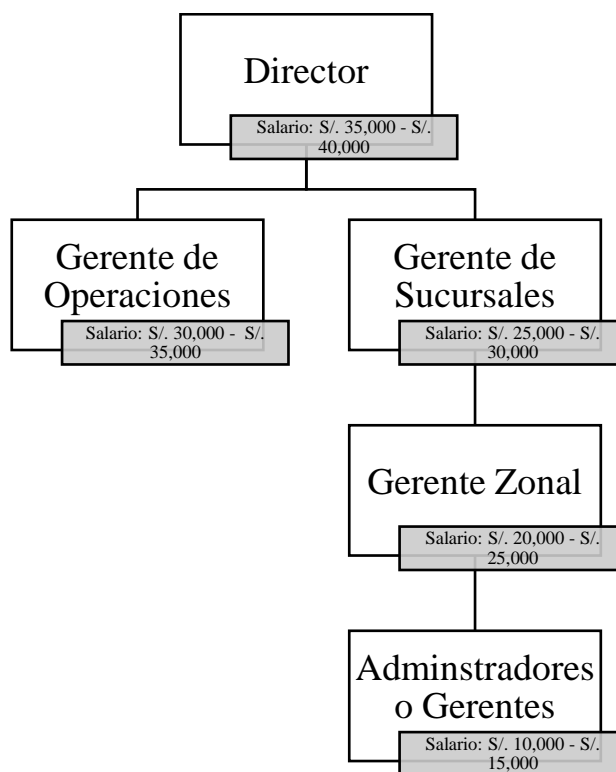 Director
Salario: S/. 35,000 - S/.
40,000
Gerente de
Operaciones
Salario: S/. 30,000 - S/.
35,000
Gerente de
Sucursales
Salario: S/. 25,000 - S/.
30,000
Gerente Zonal
Salario: S/. 20,000 - S/.
25,000
Adminstradores
o Gerentes
Salario: S/. 10,000 - S/.
15,000